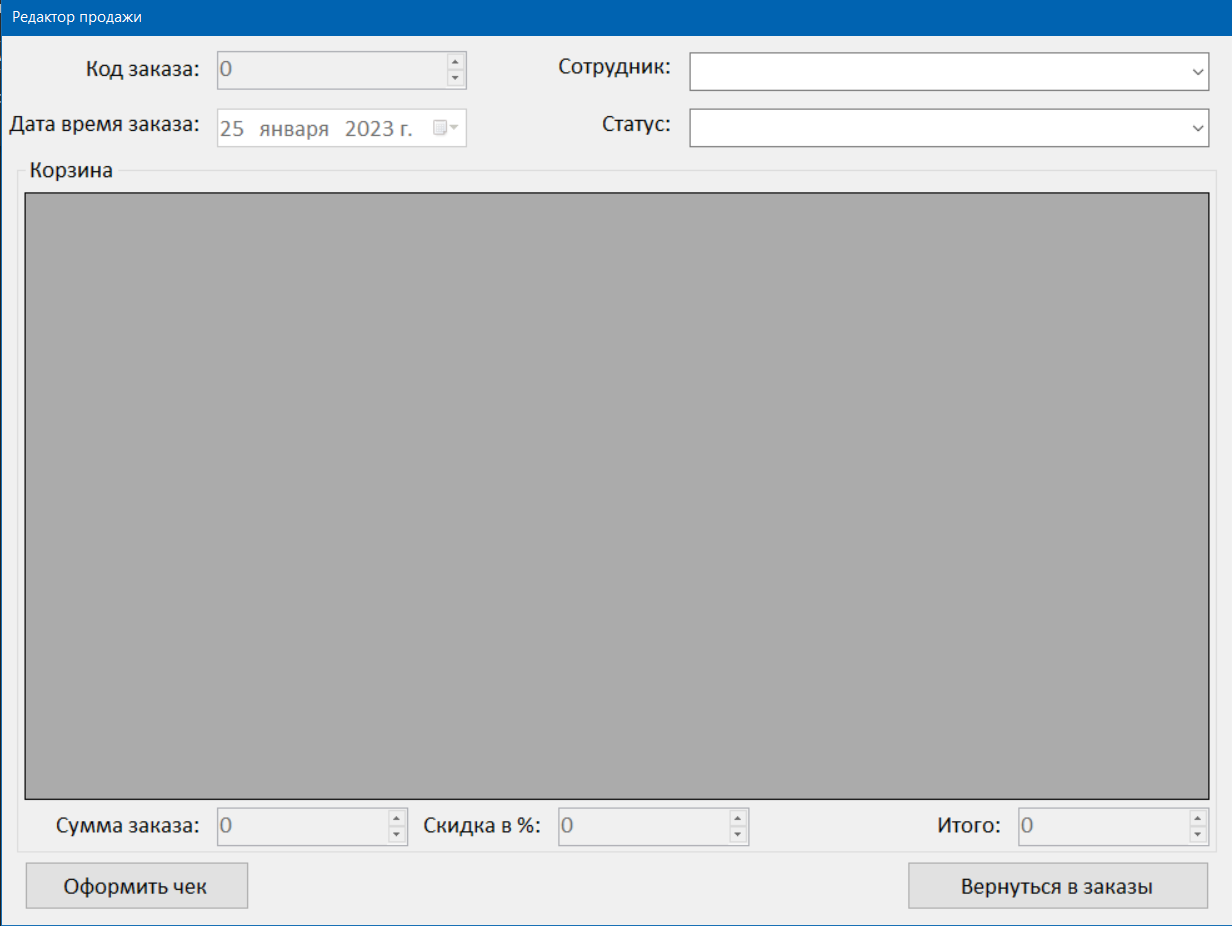 Редактор продажи
Код заказа: 0 Сотрудник:
Дата время заказа: 25 января 2023 г. Статус:
Корзина
Сумма заказа: 0 Скидка в %: 0 Итого: 0
Оформить чек Вернуться в заказы